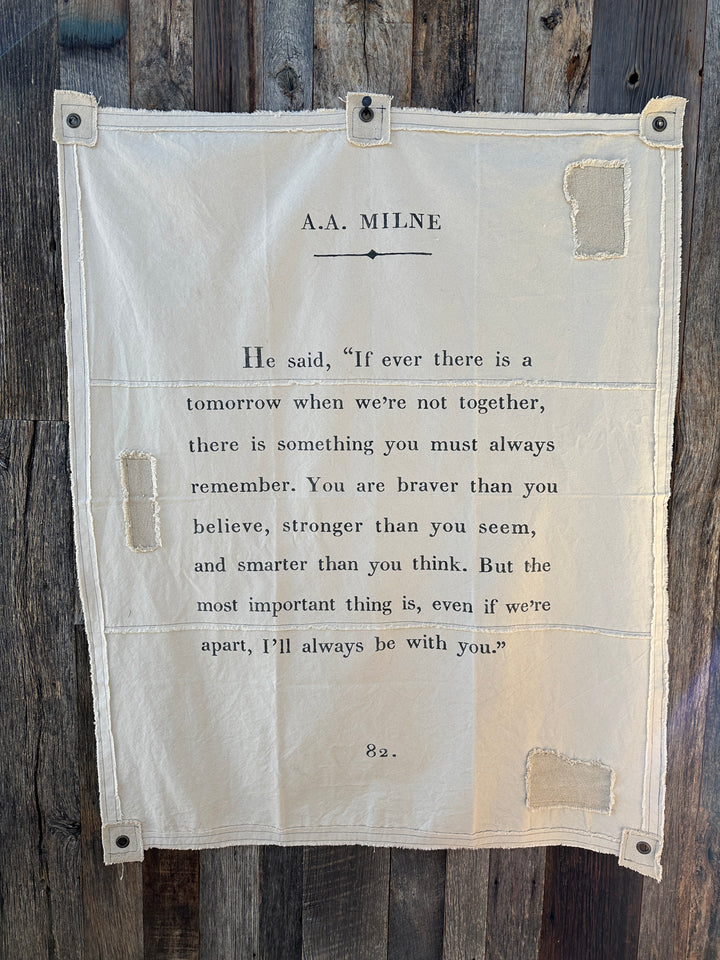 A.A. MILNE
He said, “If ever there is a
tomorrow when we’re not together,
there is something you must always
remember. You are braver than you
believe, stronger than you seem,
and smarter than you think. But the
most important thing is, even if we’re
apart, I’ll always be with you.”
82.